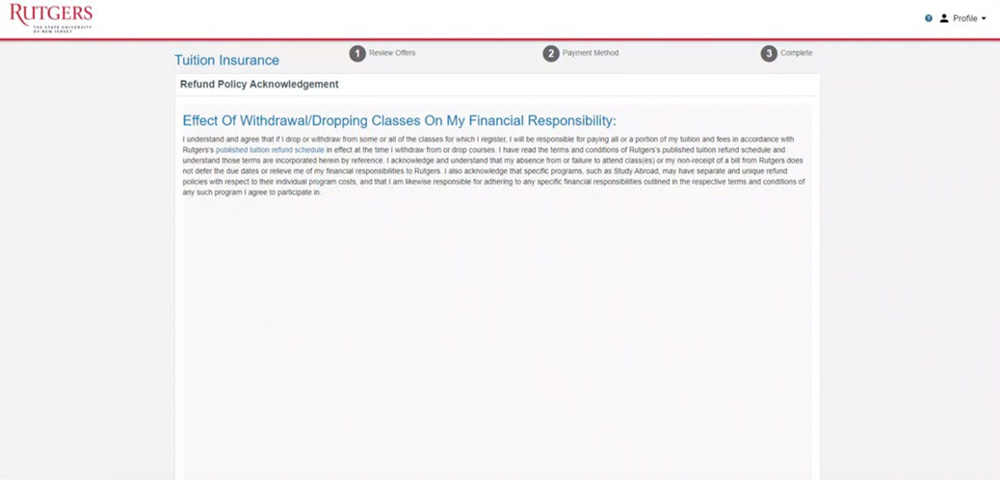 RUTGERS
THE STATE UNIVERSITY
OF NEW JERSEY
Profile
Tuition Insurance
1 Review Offers
2 Payment Method
3 Complete
Refund Policy Acknowledgement
Effect Of Withdrawal/Dropping Classes On My Financial Responsibility:
I understand and agree that if I drop or withdraw from some or all of the classes for which I register, I will be responsible for paying all or a portion of my tuition and fees in accordance with
Rutgers's published tuition refund schedule in effect at the time I withdraw from or drop courses. I have read the terms and conditions of Rutgers's published tuition refund schedule and
understand those terms are incorporated herein by reference. I acknowledge and understand that my absence from or failure to attend class(es) or my non-receipt of a bill from Rutgers does
not defer the due dates or relieve me of my financial responsibilities to Rutgers. I also acknowledge that specific programs, such as Study Abroad, may have separate and unique refund
policies with respect to their individual program costs, and that I am likewise responsible for adhering to any specific financial responsibilities outlined in the respective terms and conditions of
any such program I agree to participate in.